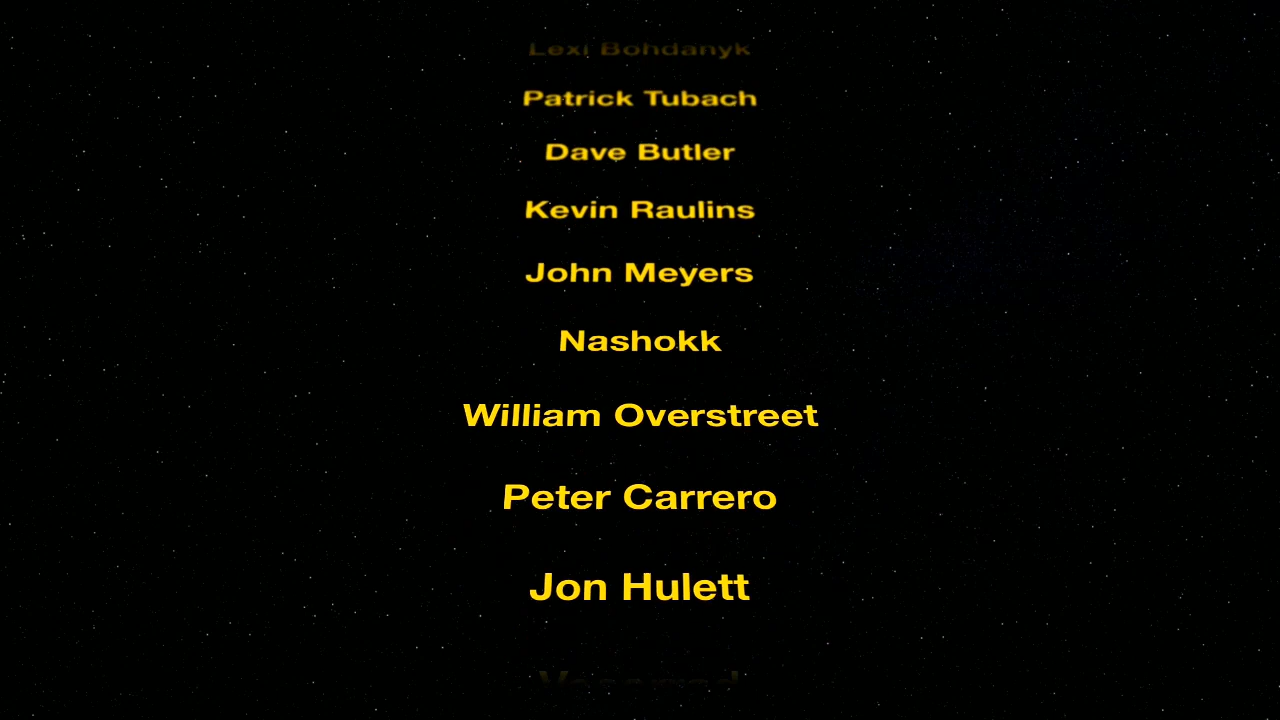 Lexi Bohdanyk
Patrick Tubach
Dave Butler
Kevin Raulins
John Meyers
Nashokk
William Overstreet
Peter Carrero
Jon Hulett